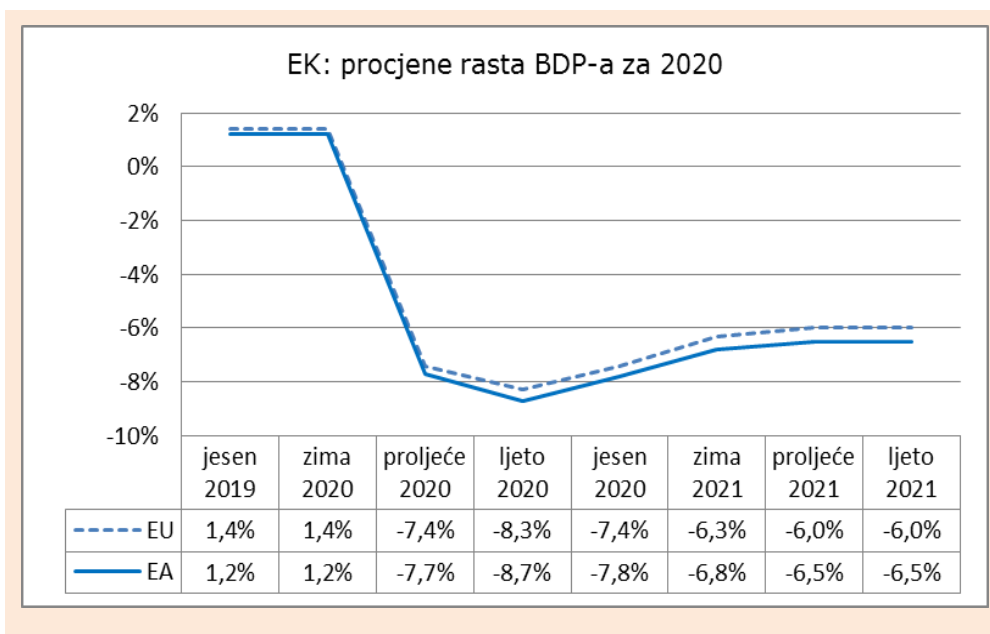 EK: procjene rasta BDP-a za 2020
2%
0%
-2%
-4%
-6%
-8%
-10%
jesen 2019 zima 2020 proljeće 2020 ljeto 2020 jesen 2020 zima 2021 proljeće 2021 ljeto 2021
EU 1,4% 1,4% -7,4% -8,3% -7,4% -6,3% -6,0% -6,0%
EA 1,2% 1,2% -7,7% -8,7% -7,8% -6,8% -6,5% -6,5%